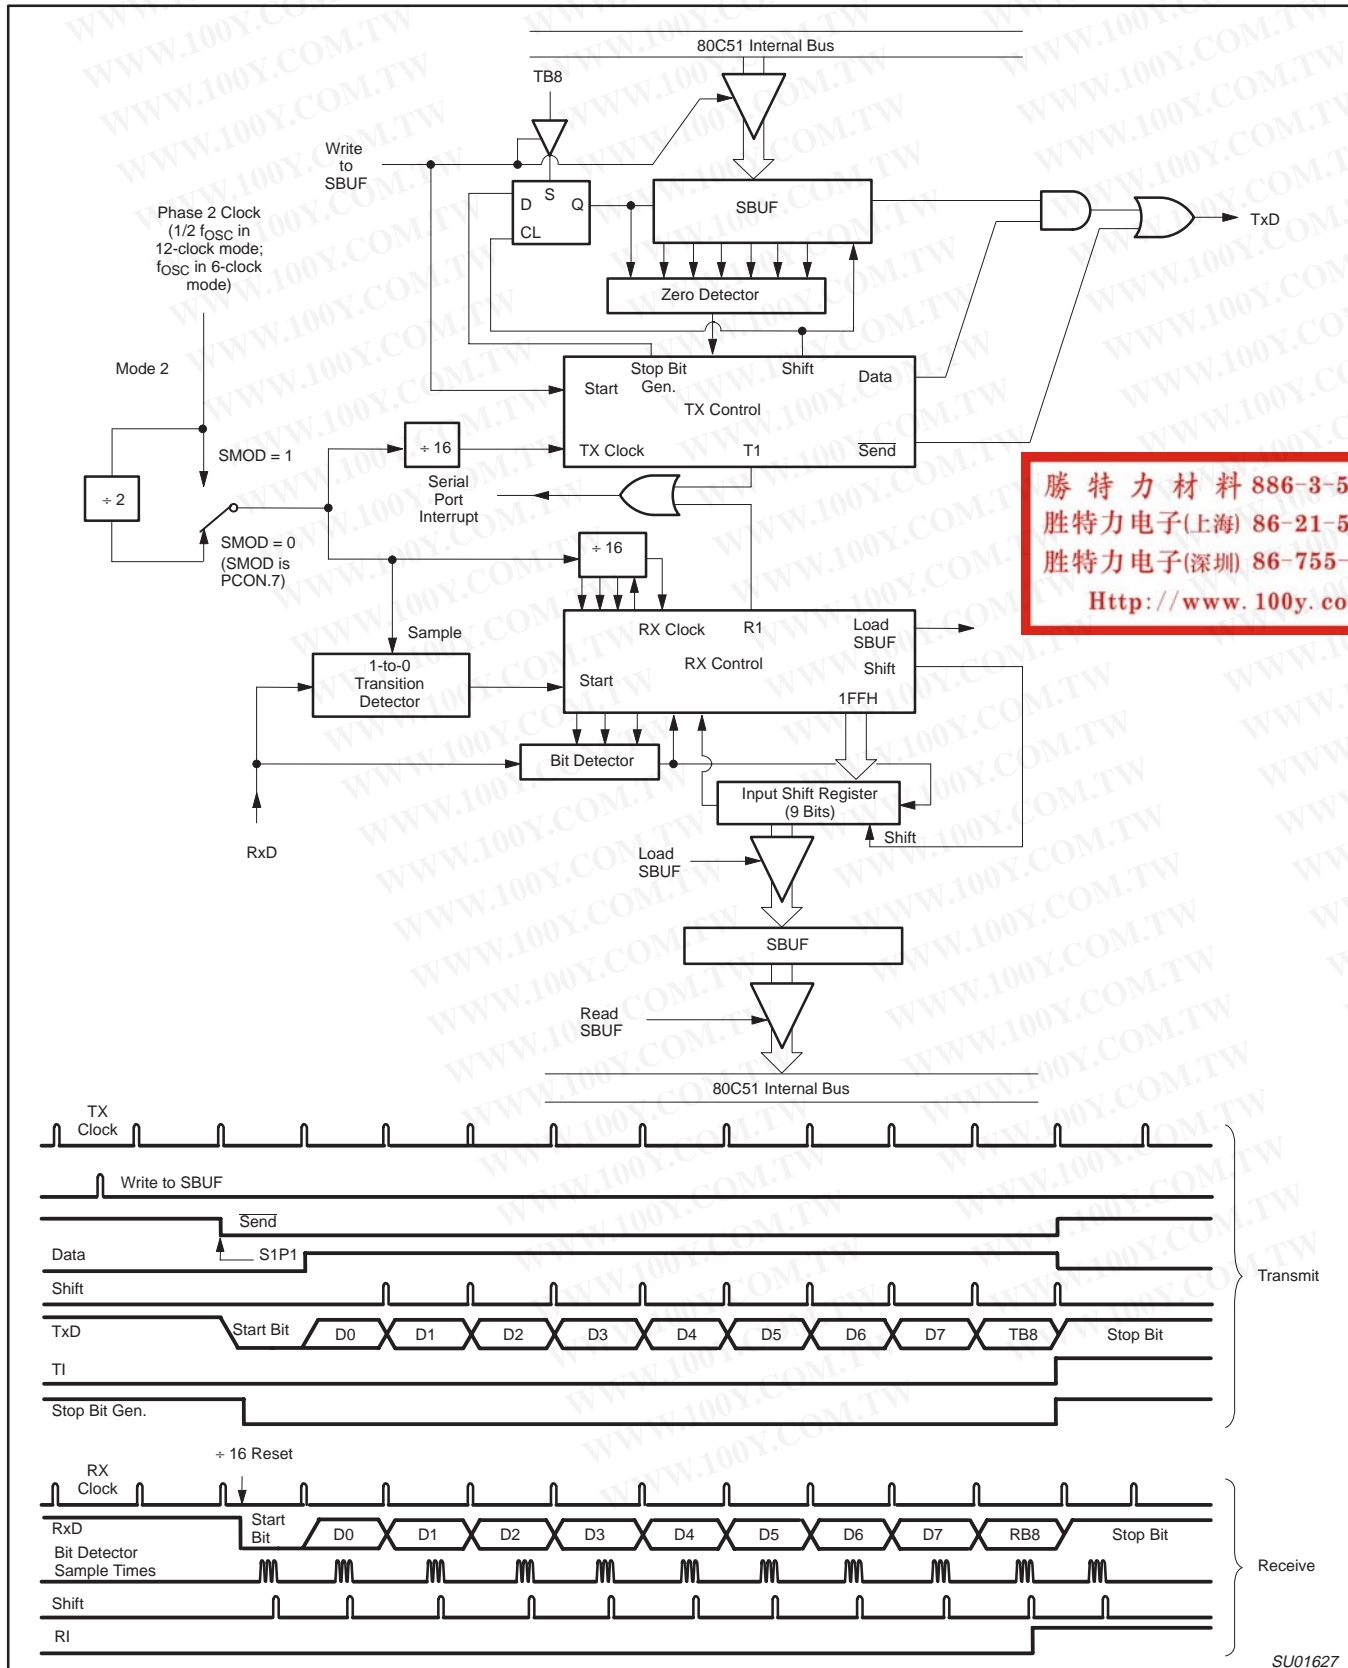 80C51 Internal Bus
TB8
Write
to
SBUF
D S Q
CL
SBUF
TxD
Phase 2 Clock
(1/2 fOSC in
12-clock mode;
fOSC in 6-clock
mode)
Zero Detector
Mode 2
Start
Stop Bit
Gen.
Shift
Data
TX Control
TX Clock
T1
Send
÷ 16
SMOD = 1
÷ 2
Serial
Port
Interrupt
SMOD = 0
(SMOD is
PCON.7)
÷ 16
勝 特 力 材 料 886-3-5
胜特力电子(上海) 86-21-5
胜特力电子(深圳) 86-755-
Http://www. 100y. co
Sample
RX Clock
R1
Load
SBUF
RX Control
Shift
Start
1FFH
1-to-0
Transition
Detector
Bit Detector
Input Shift Register
(9 Bits)
Shift
RxD
Load
SBUF
SBUF
Read
SBUF
80C51 Internal Bus
TX
Clock
Write to SBUF
Send
Data
S1P1
Shift
Transmit
TxD
Start Bit D0 D1 D2 D3 D4 D5 D6 D7 TB8 Stop Bit
TI
Stop Bit Gen.
÷ 16 Reset
RX
Clock
RxD
Start
Bit
D0 D1 D2 D3 D4 D5 D6 D7 RB8 Stop Bit
Bit Detector
Sample Times
Receive
Shift
RI
SU01627
WWW.100Y.COM.TW